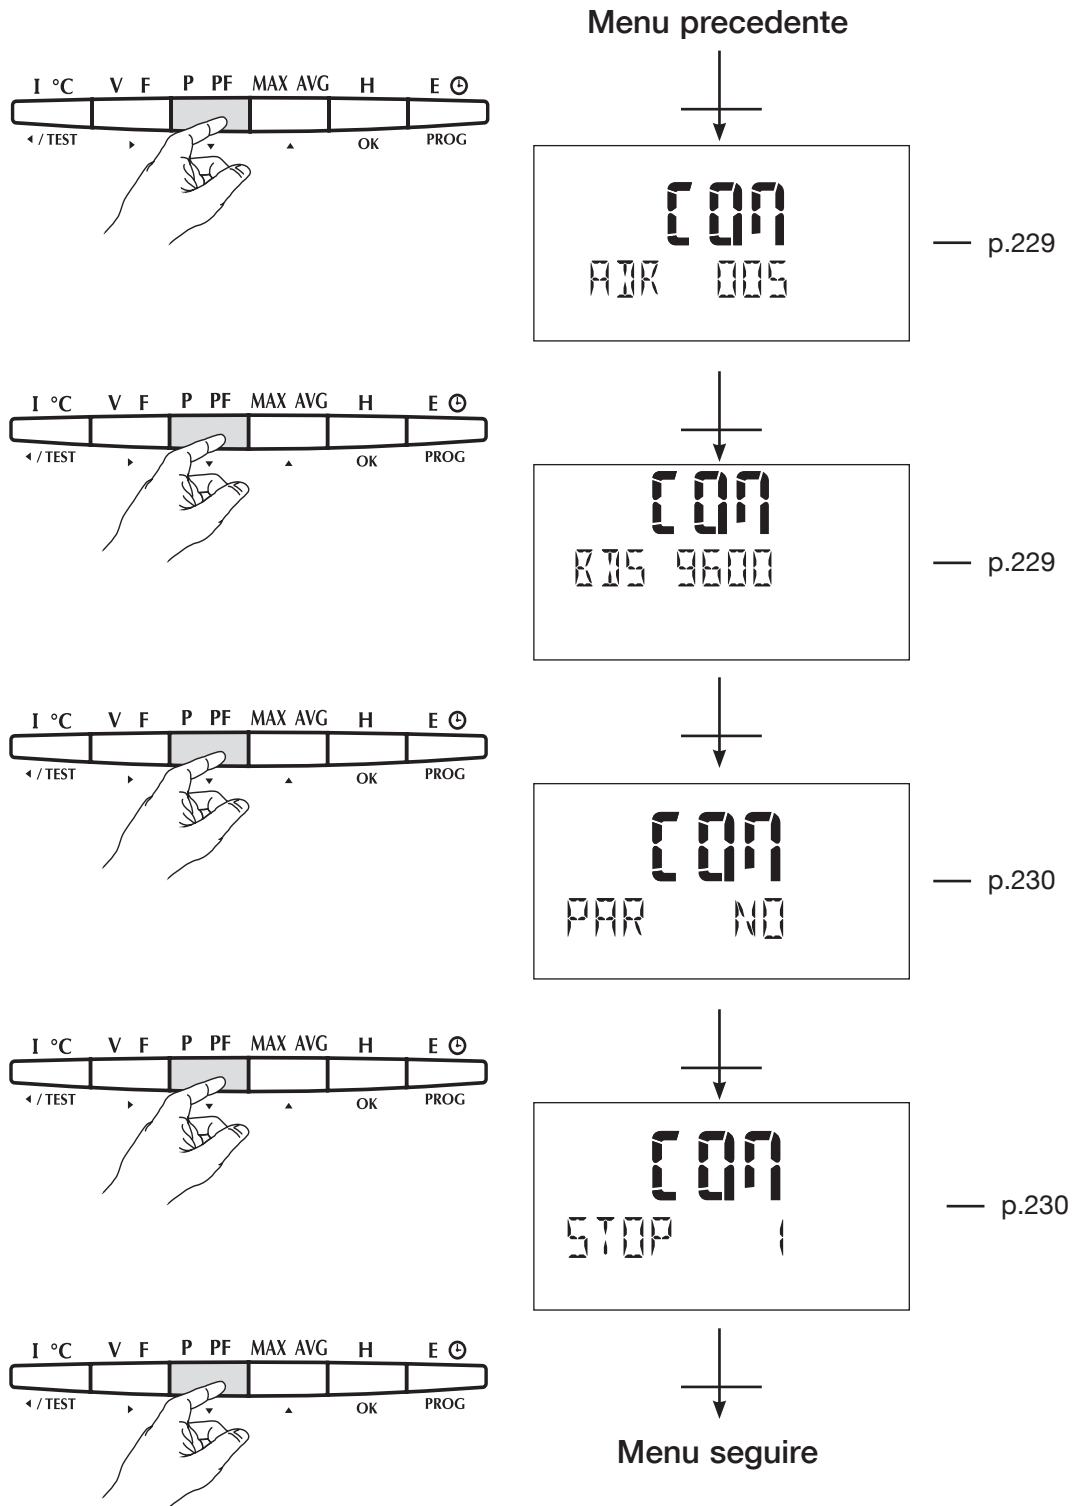 Menu precedente
I °C V F P PF MAX AVG H E
/ TEST OK PROG
COM
ADR 005
p.229
I °C V F P PF MAX AVG H E
/ TEST OK PROG
COM
BDS 9600
p.229
I °C V F P PF MAX AVG H E
/ TEST OK PROG
COM
PAR NO
p.230
I °C V F P PF MAX AVG H E
/ TEST OK PROG
COM
STOP 1
p.230
I °C V F P PF MAX AVG H E
/ TEST OK PROG
Menu seguire